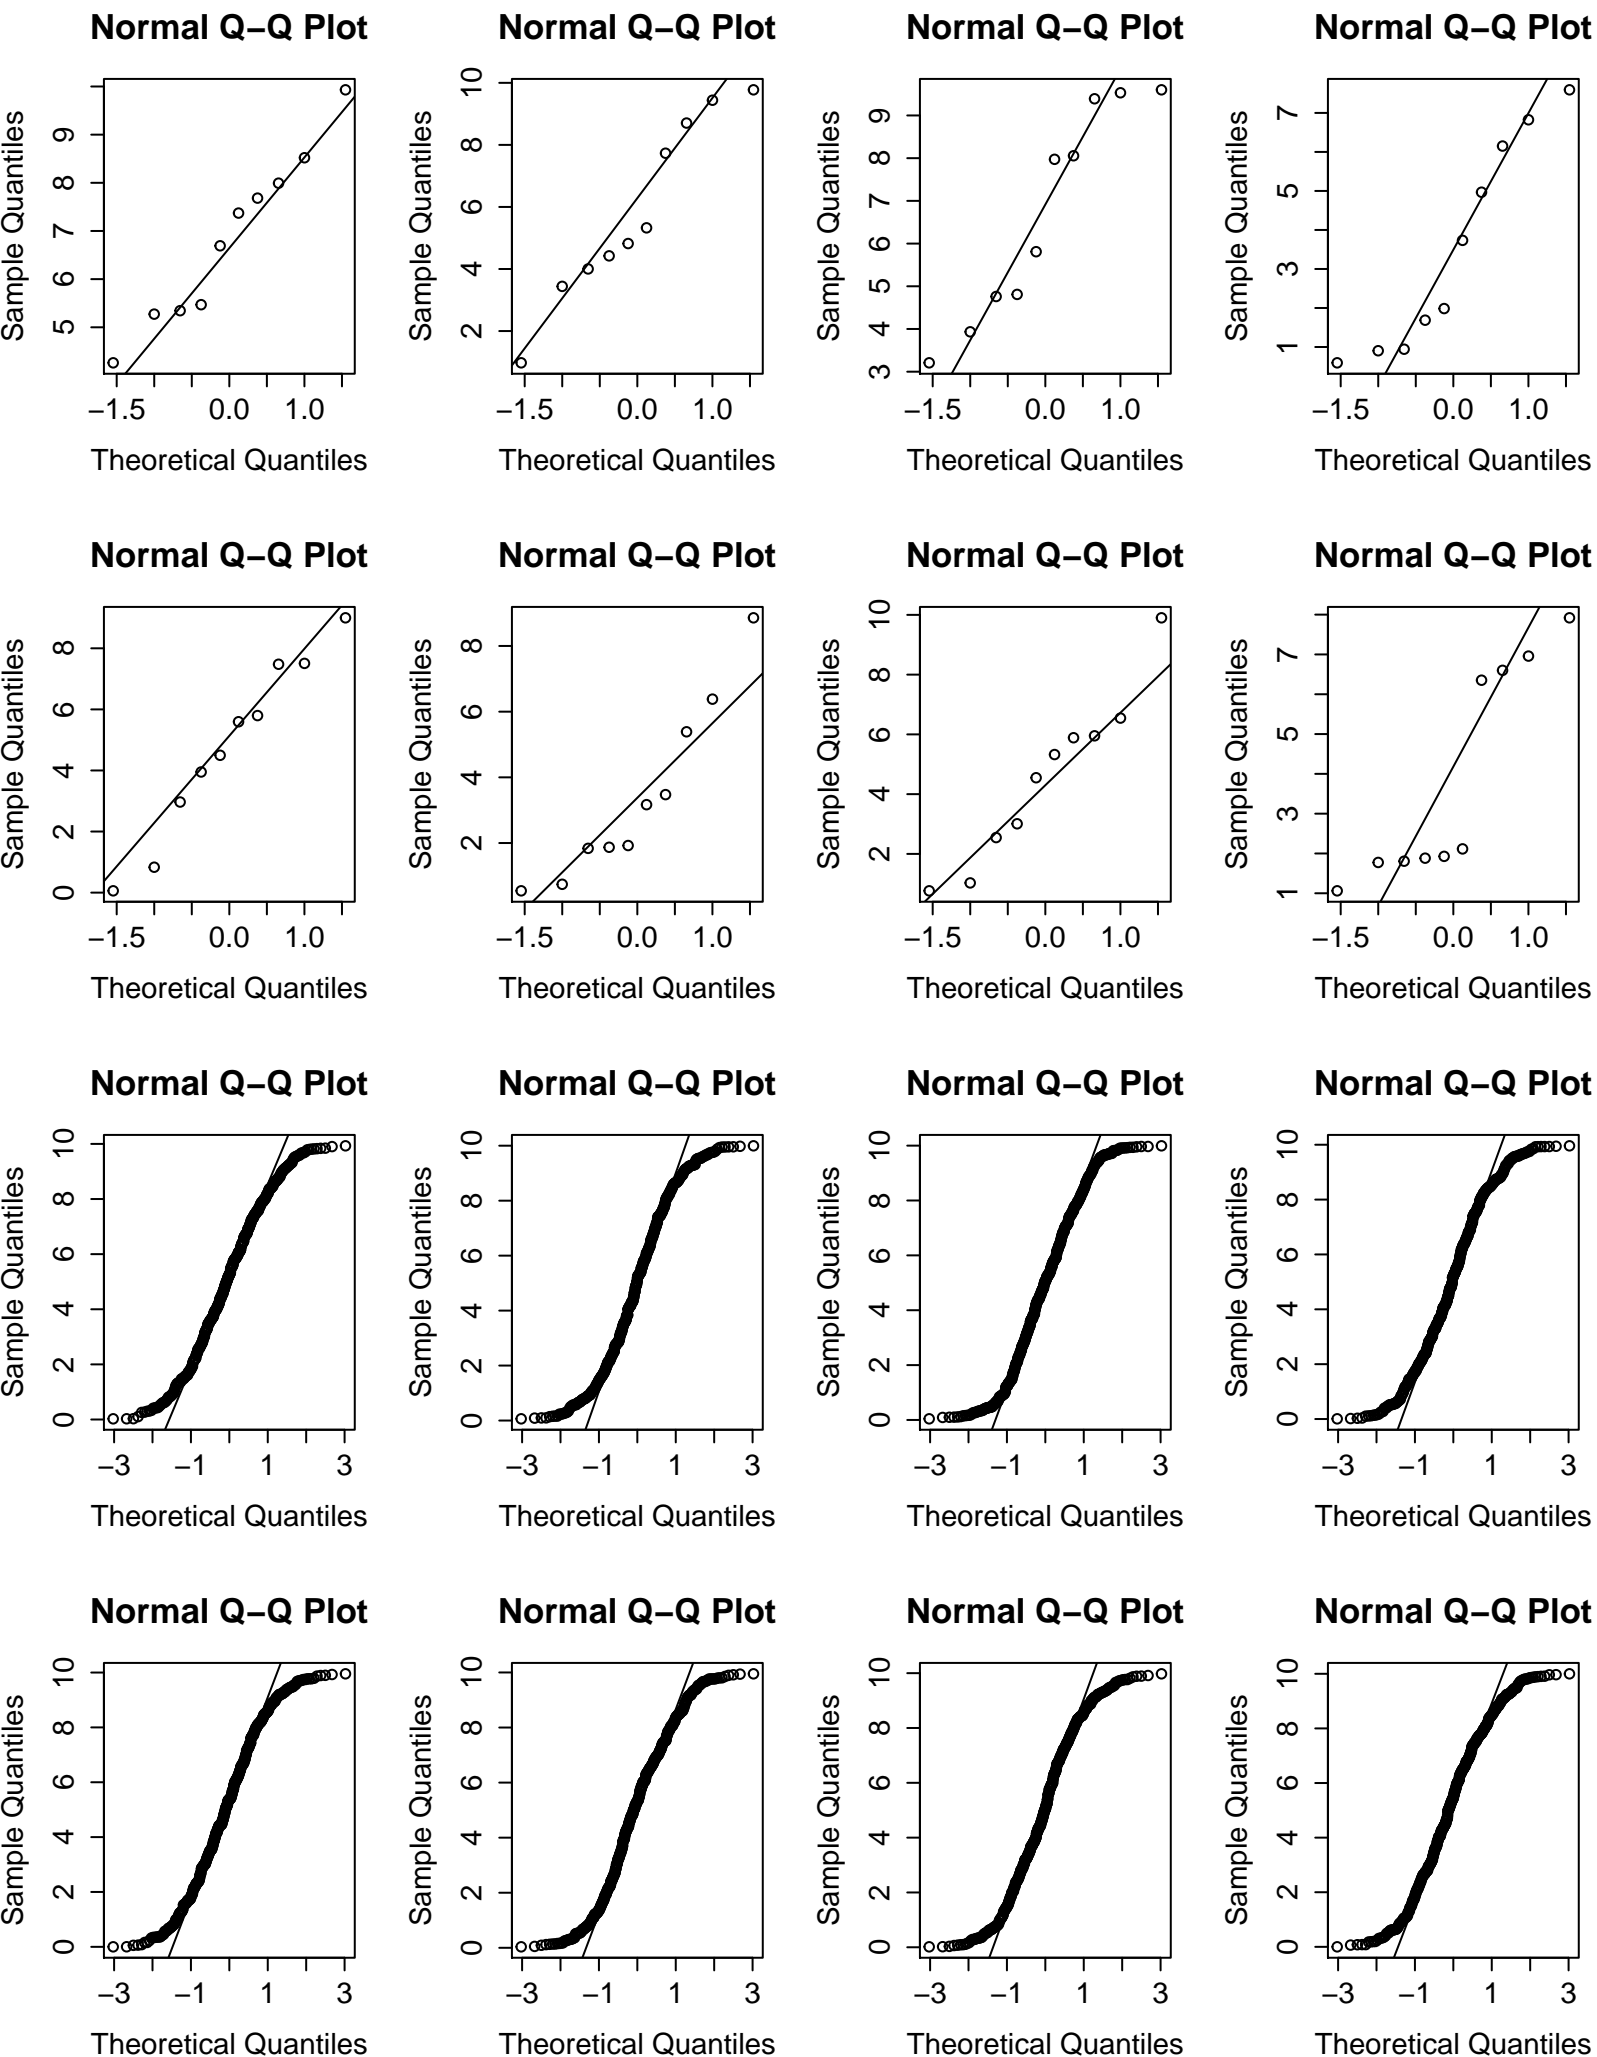 Normal Q−Q Plot Normal Q−Q Plot Normal Q−Q Plot Normal Q−Q Plot
Sample Quantiles Sample Quantiles Sample Quantiles Sample Quantiles
5 6 7 8 9
2 4 6 8 10
3 4 5 6 7 8 9
1 3 5 7
−1.5 0.0 1.0 −1.5 0.0 1.0 −1.5 0.0 1.0 −1.5 0.0 1.0
Theoretical Quantiles Theoretical Quantiles Theoretical Quantiles Theoretical Quantiles
Normal Q−Q Plot Normal Q−Q Plot Normal Q−Q Plot Normal Q−Q Plot
Sample Quantiles Sample Quantiles Sample Quantiles Sample Quantiles
0 2 4 6 8
2 4 6 8
2 4 6 8 10
1 3 5 7
−1.5 0.0 1.0 −1.5 0.0 1.0 −1.5 0.0 1.0 −1.5 0.0 1.0
Theoretical Quantiles Theoretical Quantiles Theoretical Quantiles Theoretical Quantiles
Normal Q−Q Plot Normal Q−Q Plot Normal Q−Q Plot Normal Q−Q Plot
Sample Quantiles Sample Quantiles Sample Quantiles Sample Quantiles
0 2 4 6 8 10
0 2 4 6 8 10
0 2 4 6 8 10
0 2 4 6 8 10
−3 −1 1 3 −3 −1 1 3 −3 −1 1 3 −3 −1 1 3
Theoretical Quantiles Theoretical Quantiles Theoretical Quantiles Theoretical Quantiles
Normal Q−Q Plot Normal Q−Q Plot Normal Q−Q Plot Normal Q−Q Plot
Sample Quantiles Sample Quantiles Sample Quantiles Sample Quantiles
0 2 4 6 8 10
0 2 4 6 8 10
0 2 4 6 8 10
0 2 4 6 8 10
−3 −1 1 3 −3 −1 1 3 −3 −1 1 3 −3 −1 1 3
Theoretical Quantiles Theoretical Quantiles Theoretical Quantiles Theoretical Quantiles